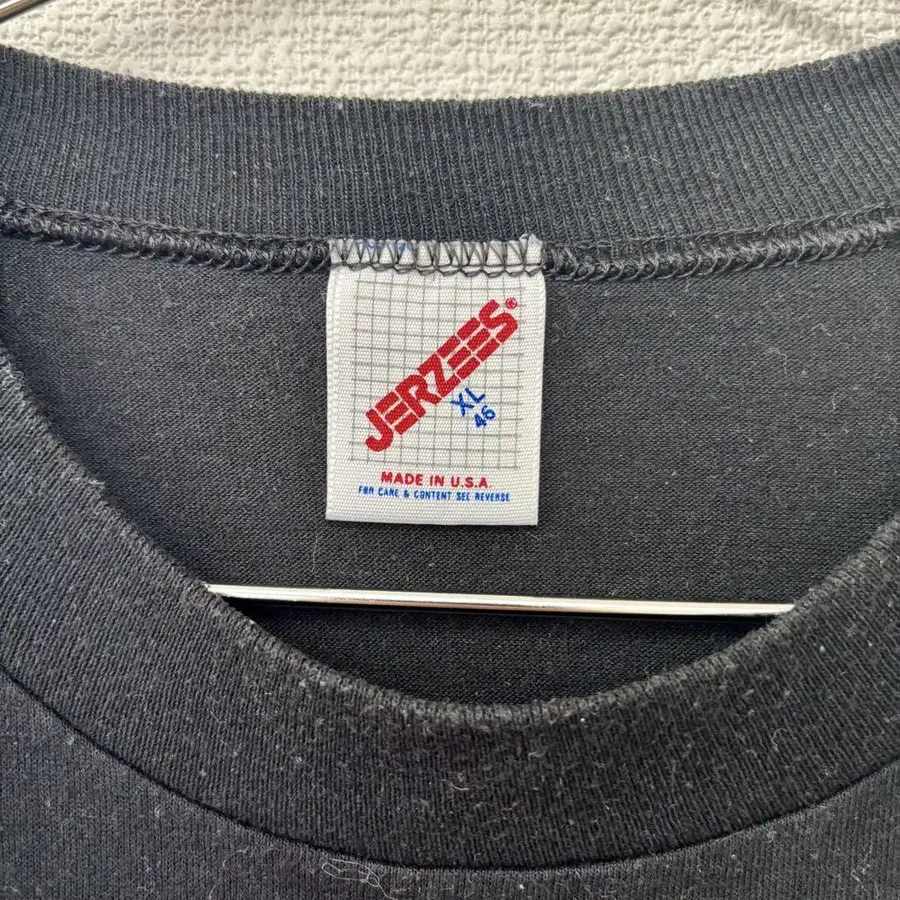 JERZEES®
XL
46
MADE IN U.S.A.
FOR CARE & CONTENT SEE REVERSE